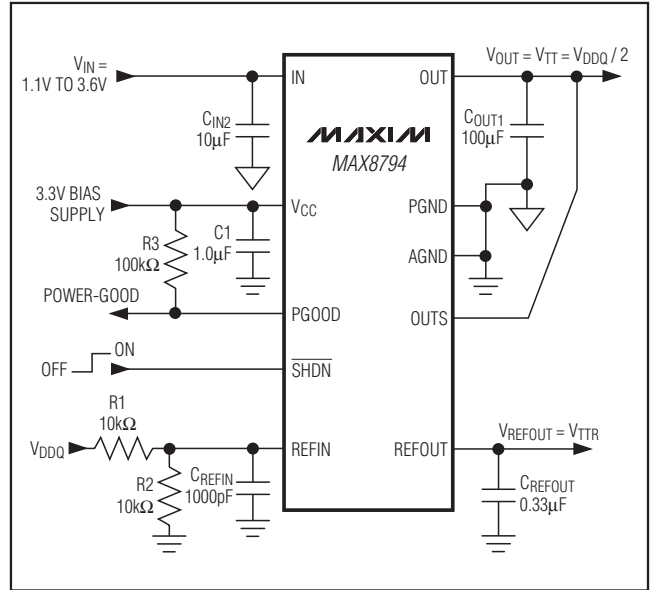 V_IN =
1.1V TO 3.6V
IN
C_IN2
10µF
OUT
V_OUT = V_TT = V_DDQ / 2
C_OUT1
100µF
MAXIM
MAX8794
3.3V BIAS
SUPPLY
V_CC
R3
100kΩ
C1
1.0µF
PGND
AGND
POWER-GOOD
PGOOD
OUTS
OFF
ON
SHDN
R1
10kΩ
V_DDQ
REFIN
R2
10kΩ
C_REFIN
1000pF
REFOUT
V_REFOUT = V_TTR
C_REFOUT
0.33µF